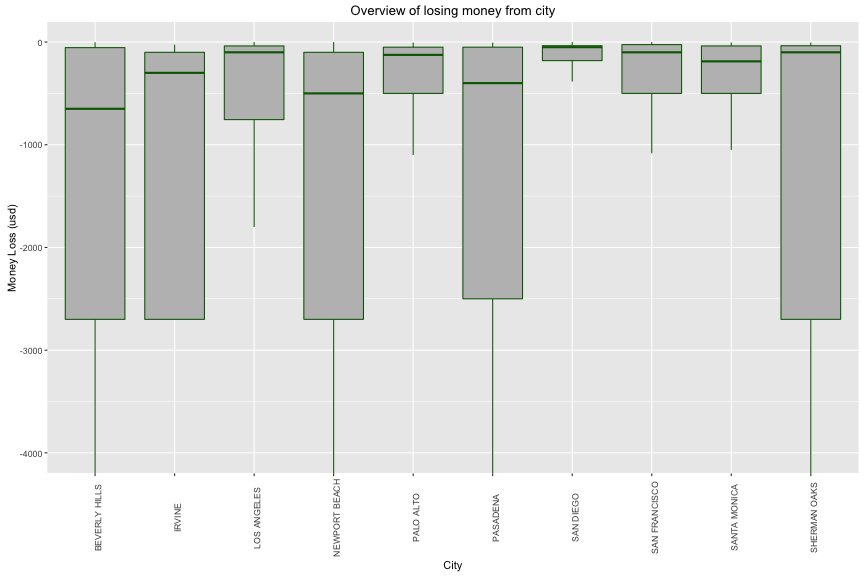 Overview of losing money from city
Money Loss (usd)
0
-1000
-2000
-3000
-4000
BEVERLY HILLS
IRVINE
LOS ANGELES
NEWPORT BEACH
PALO ALTO
PASADENA
SAN DIEGO
SAN FRANCISCO
SANTA MONICA
SHERMAN OAKS
City